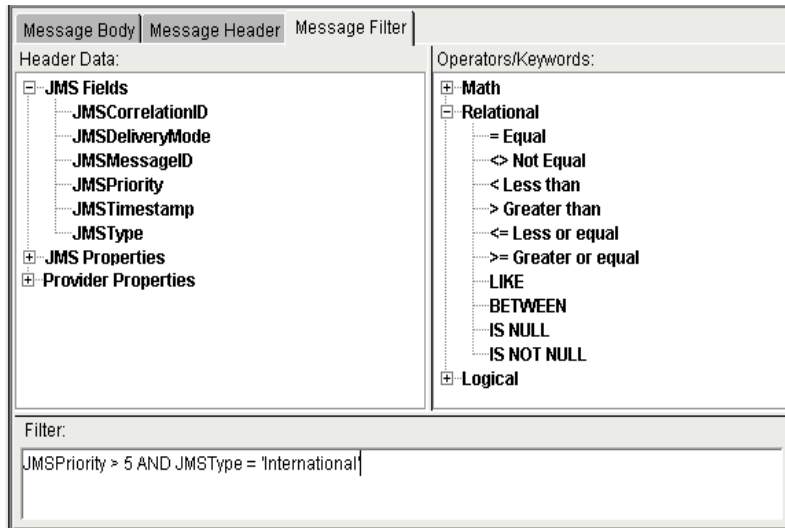 Message Body Message Header Message Filter
Header Data:
JMS Fields
JMSCorrelationID
JMSDeliveryMode
JMSMessageID
JMSPriority
JMSTimestamp
JMSType
JMS Properties
Provider Properties
Operators/Keywords:
Math
Relational
= Equal
<> Not Equal
< Less than
> Greater than
<= Less or equal
>= Greater or equal
LIKE
BETWEEN
IS NULL
IS NOT NULL
Logical
Filter:
JMSPriority > 5 AND JMSType = 'International'